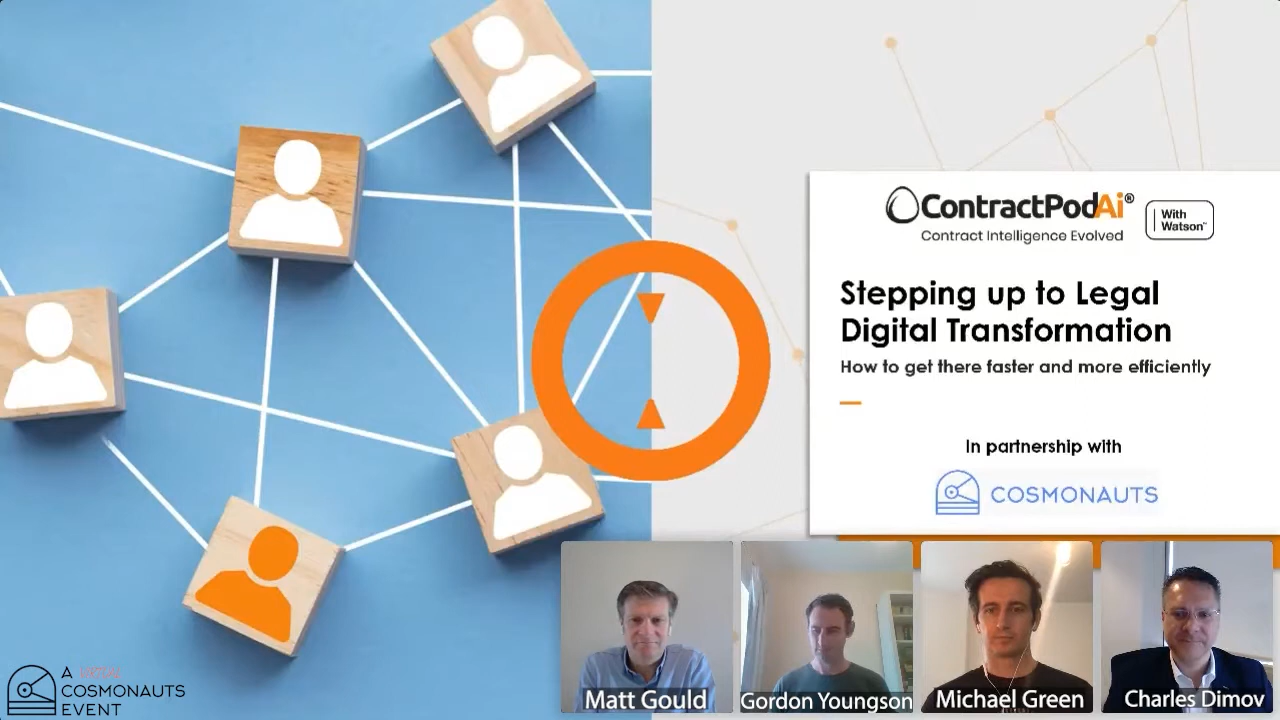 ContractPodAi®
Contract Intelligence Evolved
With
Watson™
Stepping up to Legal
Digital Transformation
How to get there faster and more efficiently
In partnership with
COSMONAUTS
Matt Gould
Gordon Youngson
Michael Green
Charles Dimov
A VIRTUAL
COSMONAUTS
EVENT